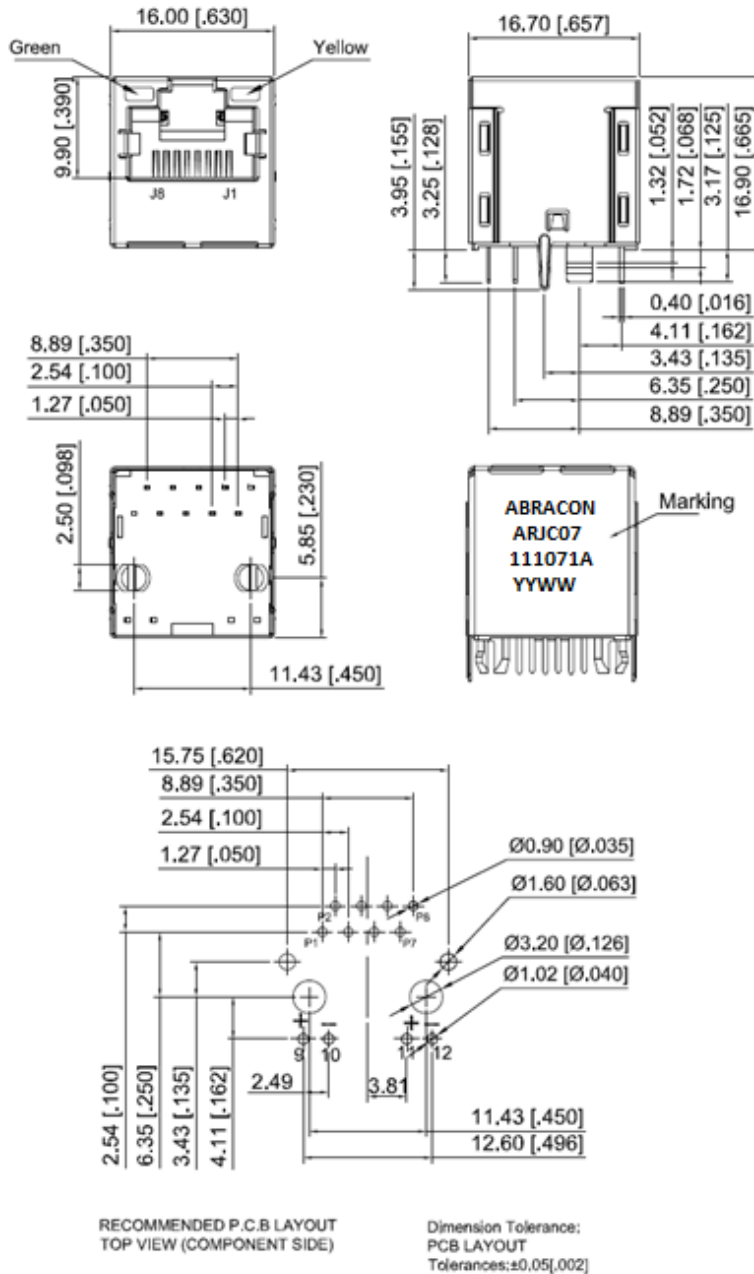 16.00 [.630]
Green
Yellow
9.90 [.390]
J8
J1
16.70 [.657]
3.95 [.155]
3.25 [.128]
1.32 [.052]
1.72 [.068]
3.17 [.125]
16.90 [.665]
0.40 [.016]
4.11 [.162]
3.43 [.135]
6.35 [.250]
8.89 [.350]
8.89 [.350]
2.54 [.100]
1.27 [.050]
2.50 [.098]
5.85 [.230]
11.43 [.450]
ABRACON
ARJC07
111071A
YYWW
Marking
15.75 [.620]
8.89 [.350]
2.54 [.100]
1.27 [.050]
Ø0.90 [Ø.035]
Ø1.60 [Ø.063]
Ø3.20 [Ø.126]
Ø1.02 [Ø.040]
P2
P8
P1
P7
+ −
+ −
9
10
11
12
2.49
3.81
2.54 [.100]
6.35 [.250]
3.43 [.135]
4.11 [.162]
11.43 [.450]
12.60 [.496]
RECOMMENDED P.C.B LAYOUT
TOP VIEW (COMPONENT SIDE)
Dimension Tolerance:
PCB LAYOUT
Tolerances:±0.05[.002]